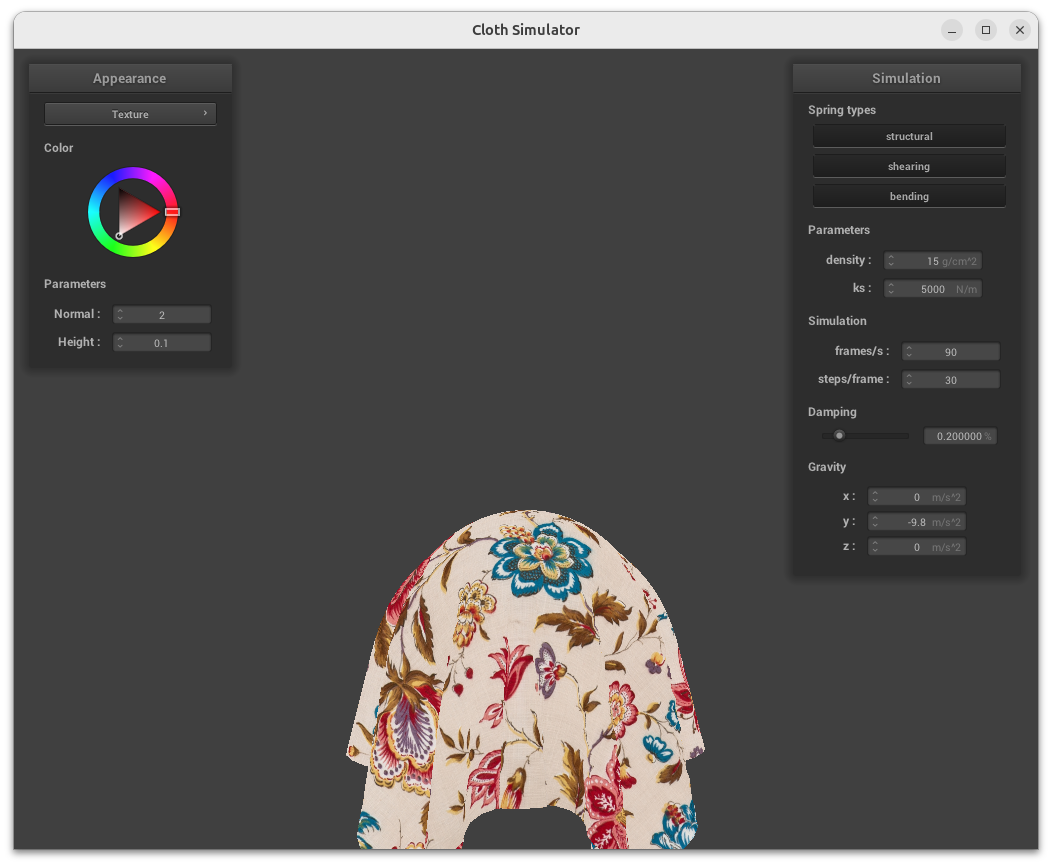 Cloth Simulator
Appearance
Texture
Color
Parameters
Normal : 2
Height : 0.1
Simulation
Spring types
structural
shearing
bending
Parameters
density : 15 g/cm^2
ks : 5000 N/m
Simulation
frames/s : 90
steps/frame : 30
Damping
0.200000 %
Gravity
x : 0 m/s^2
y : -9.8 m/s^2
z : 0 m/s^2